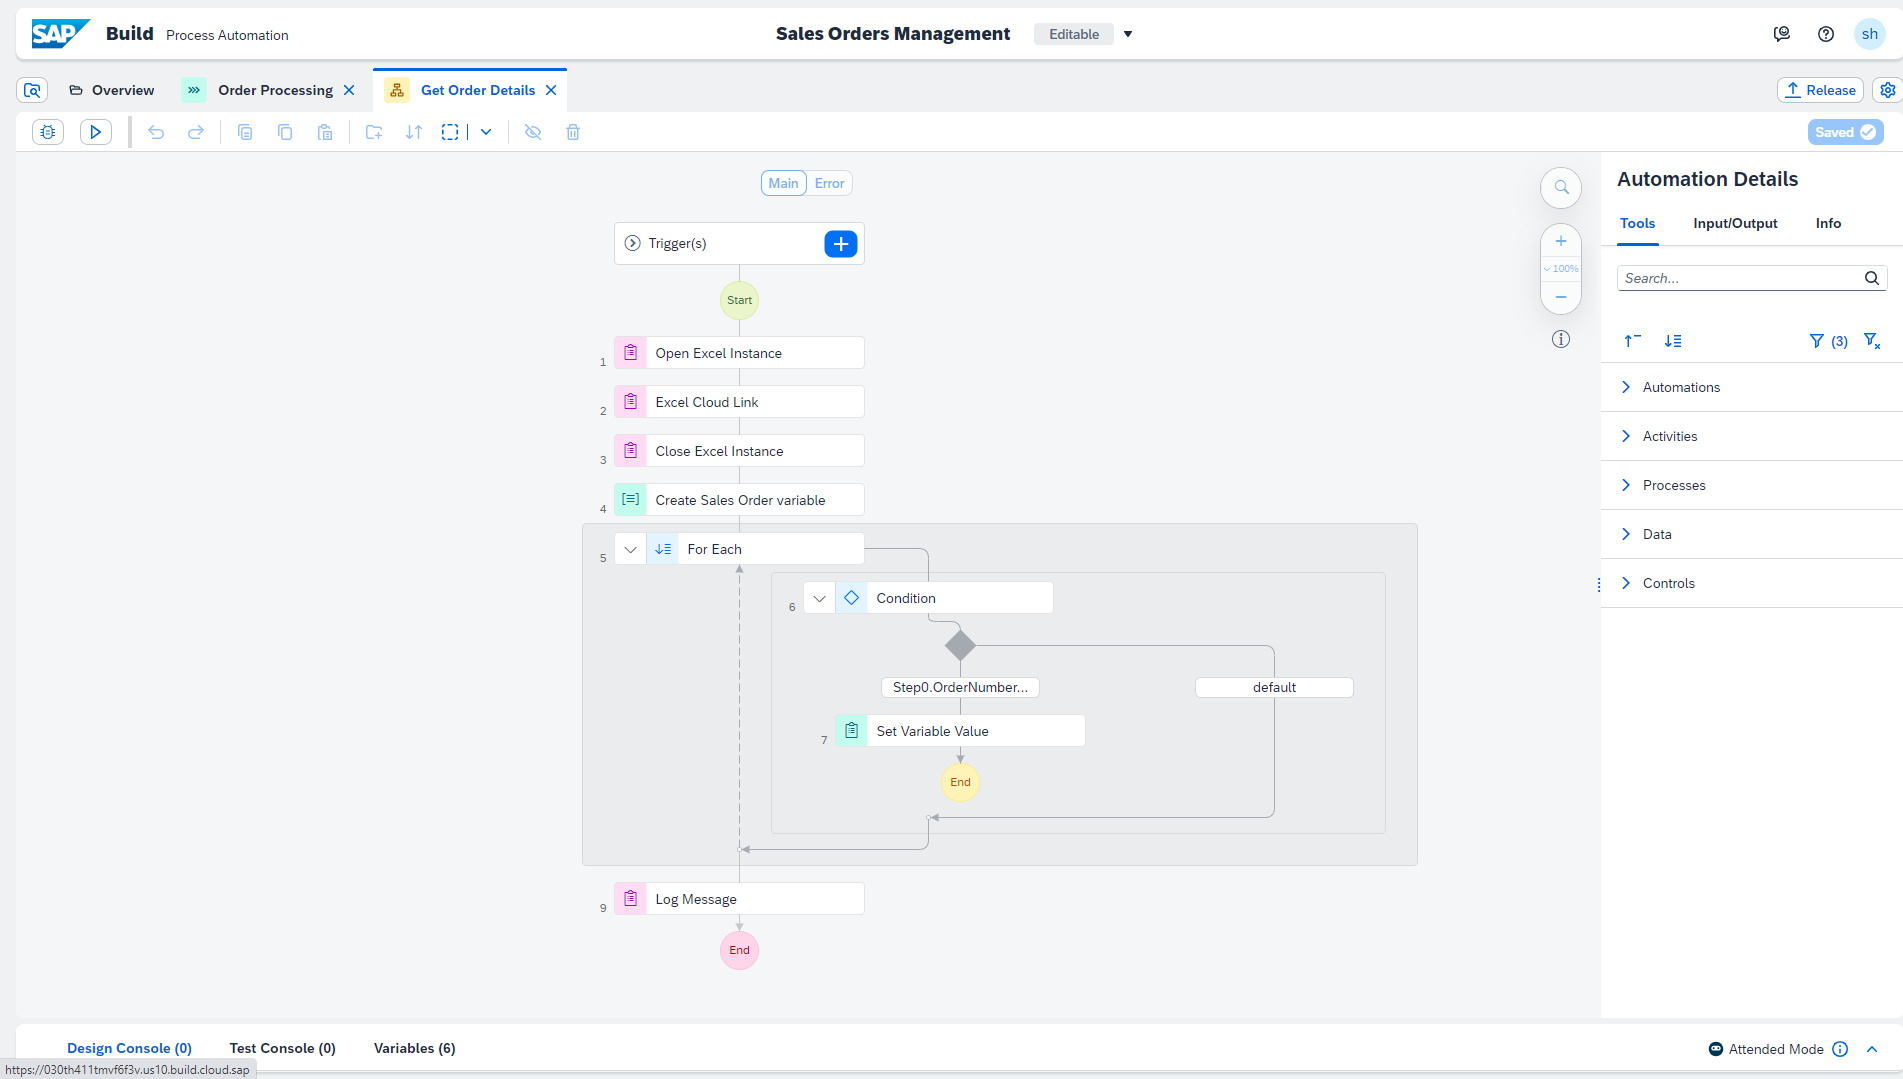 SAP Build Process Automation
Sales Orders Management Editable
sh
Overview
Order Processing
Get Order Details
Release
Saved
Main Error
Trigger(s)
Start
1 Open Excel Instance
2 Excel Cloud Link
3 Close Excel Instance
4 Create Sales Order variable
5 For Each
6 Condition
Step0.OrderNumber...
default
7 Set Variable Value
End
9 Log Message
End
100%
Automation Details
Tools Input/Output Info
Search...
(3)
Automations
Activities
Processes
Data
Controls
Design Console (0) Test Console (0) Variables (6)
Attended Mode
https://030th411tmvf6f3v.us10.build.cloud.sap